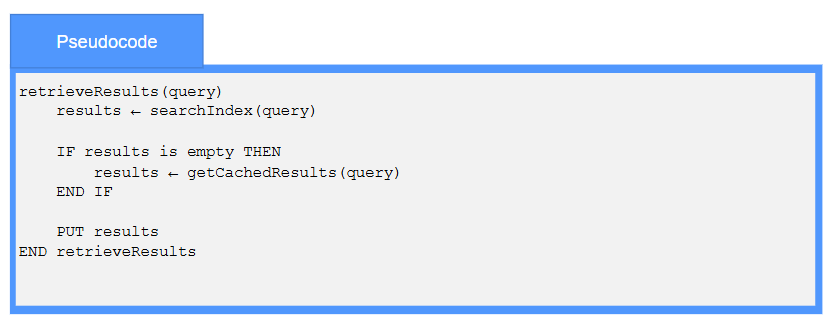 Pseudocode
retrieveResults(query)
    results ← searchIndex(query)

    IF results is empty THEN
        results ← getCachedResults(query)
    END IF

    PUT results
END retrieveResults